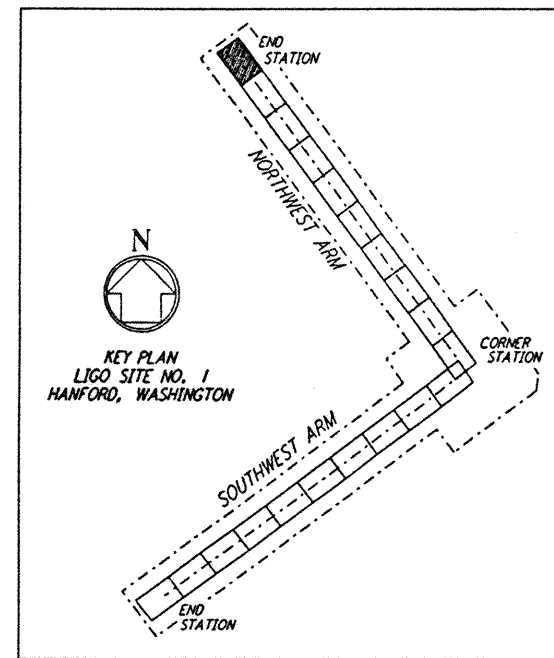 END
STATION
NORTHWEST ARM
N
KEY PLAN
LIGO SITE NO. 1
HANFORD, WASHINGTON
CORNER
STATION
SOUTHWEST ARM
END
STATION